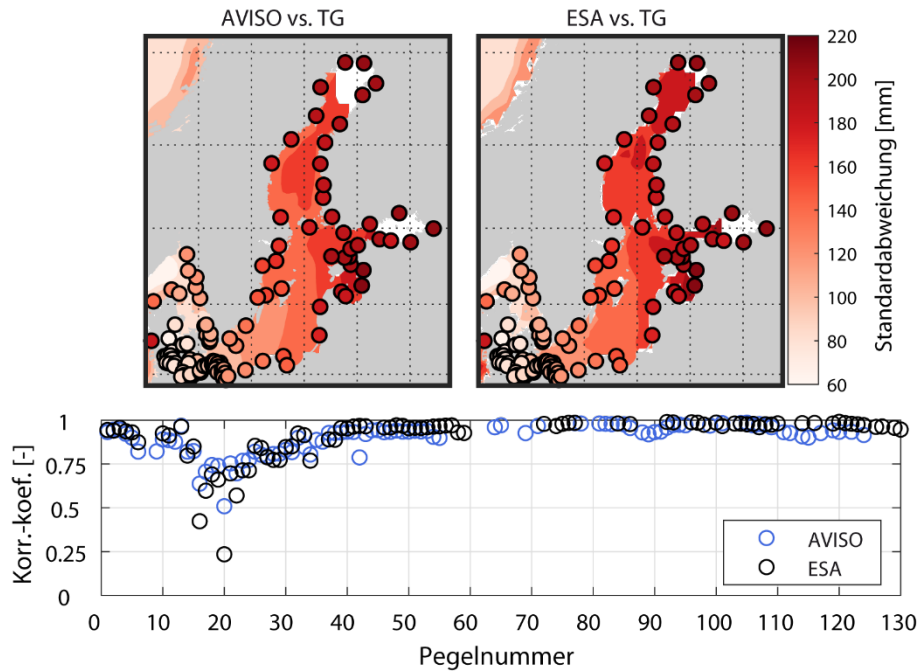 AVISO vs. TG
ESA vs. TG
220
200
180
160
140
120
100
80
60
Standardabweichung [mm]
1
0.75
0.5
0.25
0
Korr.-koef. [-]
0 10 20 30 40 50 60 70 80 90 100 110 120 130
Pegelnummer
AVISO
ESA